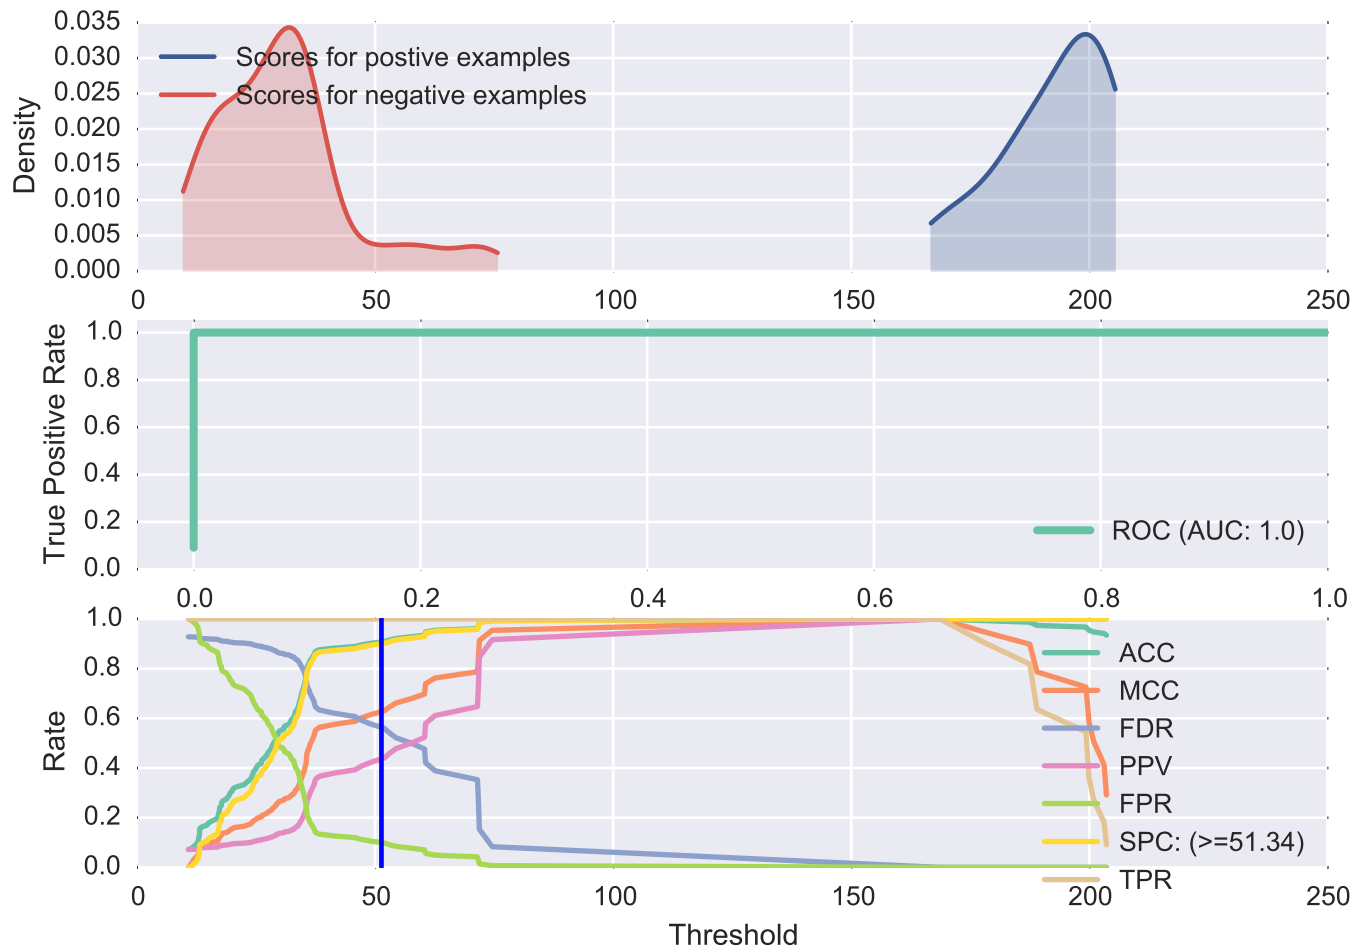 0.035
0.030
0.025
0.020
0.015
0.010
0.005
0.000
Density
Scores for postive examples
Scores for negative examples
0 50 100 150 200 250
1.0
0.8
0.6
0.4
0.2
0.0
True Positive Rate
ROC (AUC: 1.0)
0.0 0.2 0.4 0.6 0.8 1.0
1.0
0.8
0.6
0.4
0.2
0.0
Rate
ACC
MCC
FDR
PPV
FPR
SPC: (>=51.34)
TPR
0 50 100 150 200 250
Threshold